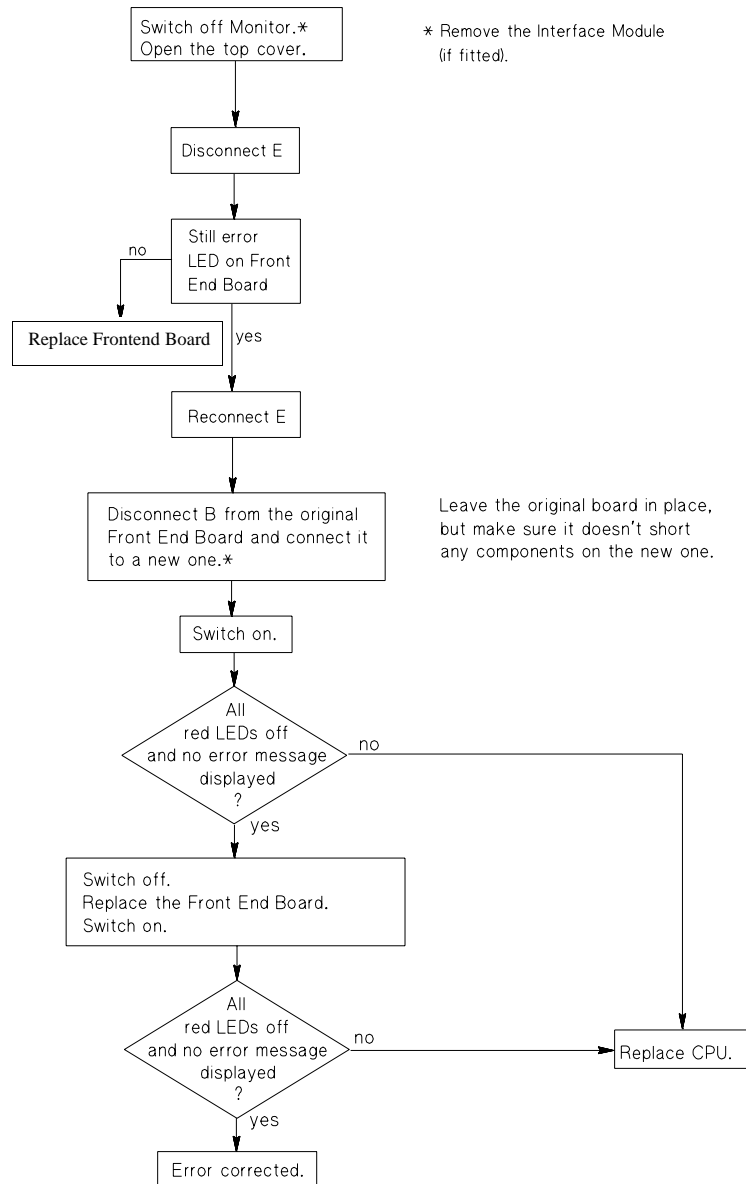 Switch off Monitor.*
Open the top cover.
* Remove the Interface Module
(if fitted).
Disconnect E
Still error
LED on Front
End Board
no
Replace Frontend Board
yes
Reconnect E
Disconnect B from the original
Front End Board and connect it
to a new one.*
Leave the original board in place,
but make sure it doesn't short
any components on the new one.
Switch on.
All
red LEDs off
and no error message
displayed
?
no
yes
Switch off.
Replace the Front End Board.
Switch on.
All
red LEDs off
and no error message
displayed
?
no
Replace CPU.
yes
Error corrected.